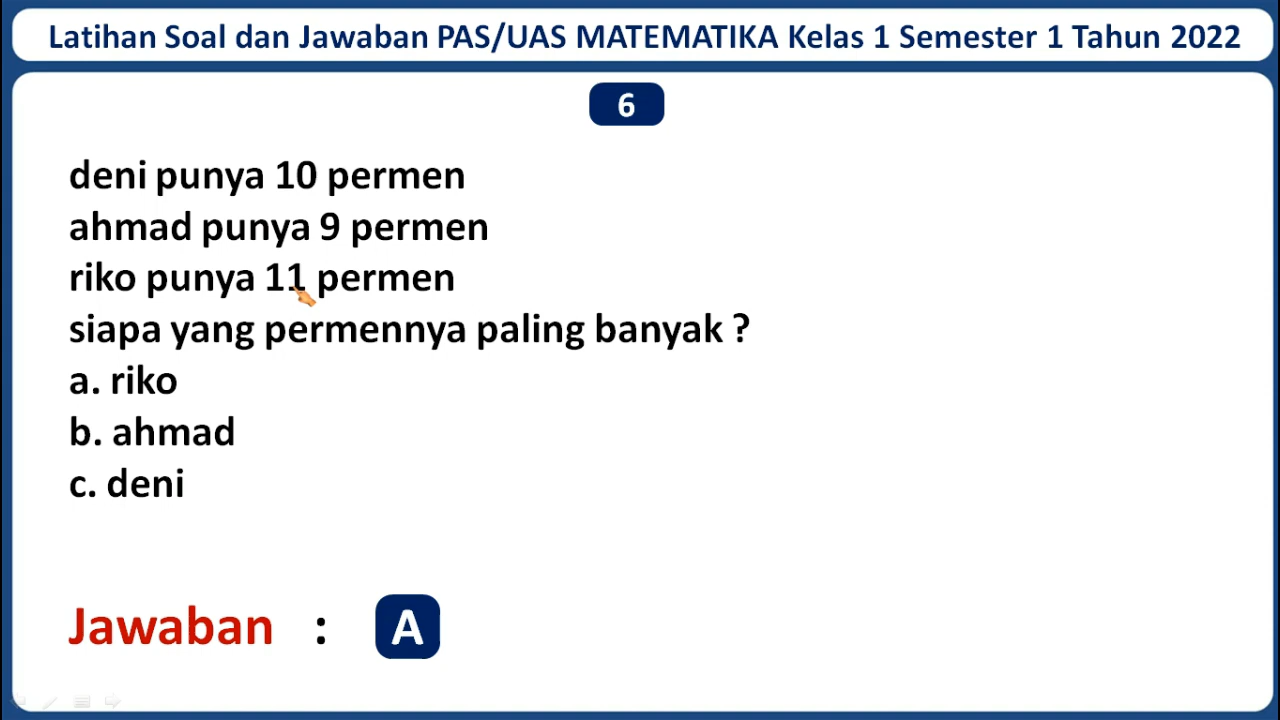 Latihan Soal dan Jawaban PAS/UAS MATEMATIKA Kelas 1 Semester 1 Tahun 2022
6
deni punya 10 permen
ahmad punya 9 permen
riko punya 11 permen
siapa yang permennya paling banyak ?
a. riko
b. ahmad
c. deni
Jawaban : A